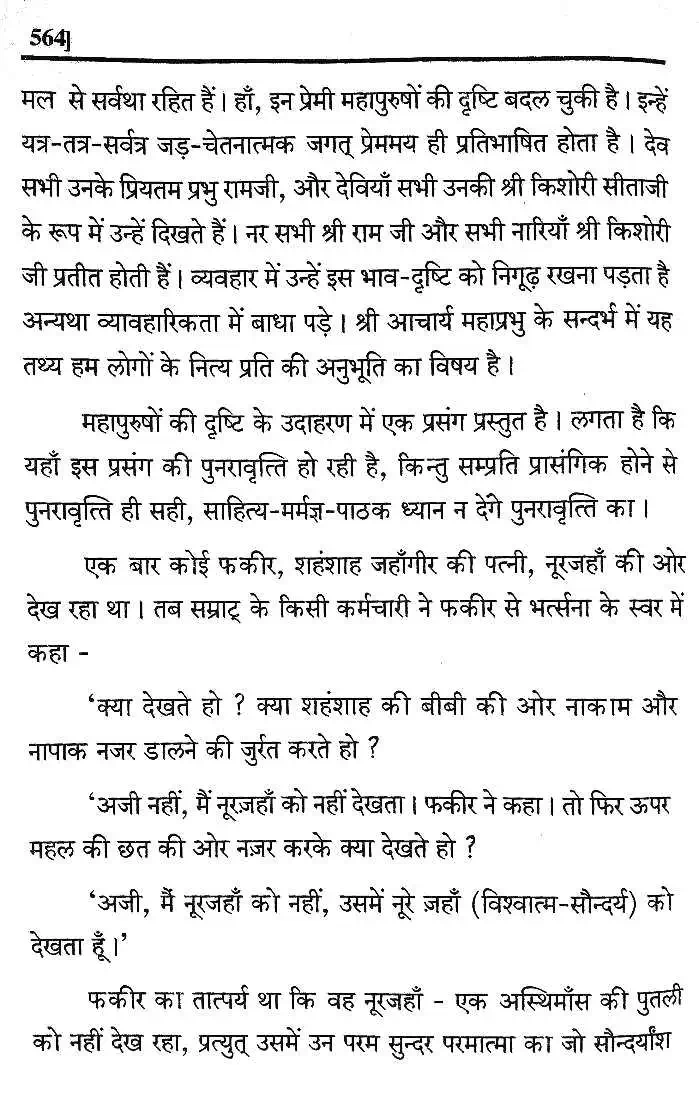 564]
मल से सर्वथा रहित हैं। हाँ, इन प्रेमी महापुरुषों की दृष्टि बदल चुकी है। इन्हें
यत्र-तत्र-सर्वत्र जड़-चेतनात्मक जगत् प्रेममय ही प्रतिभाषित होता है। देव
सभी उनके प्रियतम प्रभु रामजी, और देवियाँ सभी उनकी श्री किशोरी सीताजी
के रूप में उन्हें दिखते हैं। नर सभी श्री राम जी और सभी नारियाँ श्री किशोरी
जी प्रतीत होती हैं। व्यवहार में उन्हें इस भाव-दृष्टि को निगूढ़ रखना पड़ता है
अन्यथा व्यावहारिकता में बाधा पड़े। श्री आचार्य महाप्रभु के सन्दर्भ में यह
तथ्य हम लोगों के नित्य प्रति की अनुभूति का विषय है।
महापुरुषों की दृष्टि के उदाहरण में एक प्रसंग प्रस्तुत है। लगता है कि
यहाँ इस प्रसंग की पुनरावृत्ति हो रही है, किन्तु सम्प्रति प्रासंगिक होने से
पुनरावृत्ति ही सही, साहित्य-मर्मज्ञ-पाठक ध्यान न देंगे पुनरावृत्ति का।
एक बार कोई फकीर, शहंशाह जहाँगीर की पत्नी, नूरजहाँ की ओर
देख रहा था। तब सम्राट् के किसी कर्मचारी ने फकीर से भर्त्सना के स्वर में
कहा -
‘क्या देखते हो ? क्या शहंशाह की बीबी की ओर नाकाम और
नापाक नजर डालने की जुर्रत करते हो ?
‘अजी नहीं, मैं नूरज़हाँ को नहीं देखता। फकीर ने कहा। तो फिर ऊपर
महल की छत की ओर नज़र करके क्या देखते हो ?
‘अजी, मैं नूरजहाँ को नहीं, उसमें नूरे ज़हाँ (विश्वात्म-सौन्दर्य) को
देखता हूँ।’
फकीर का तात्पर्य था कि वह नूरजहाँ - एक अस्थिमाँस की पुतली
को नहीं देख रहा, प्रत्युत् उसमें उन परम सुन्दर परमात्मा का जो सौन्दर्यांश